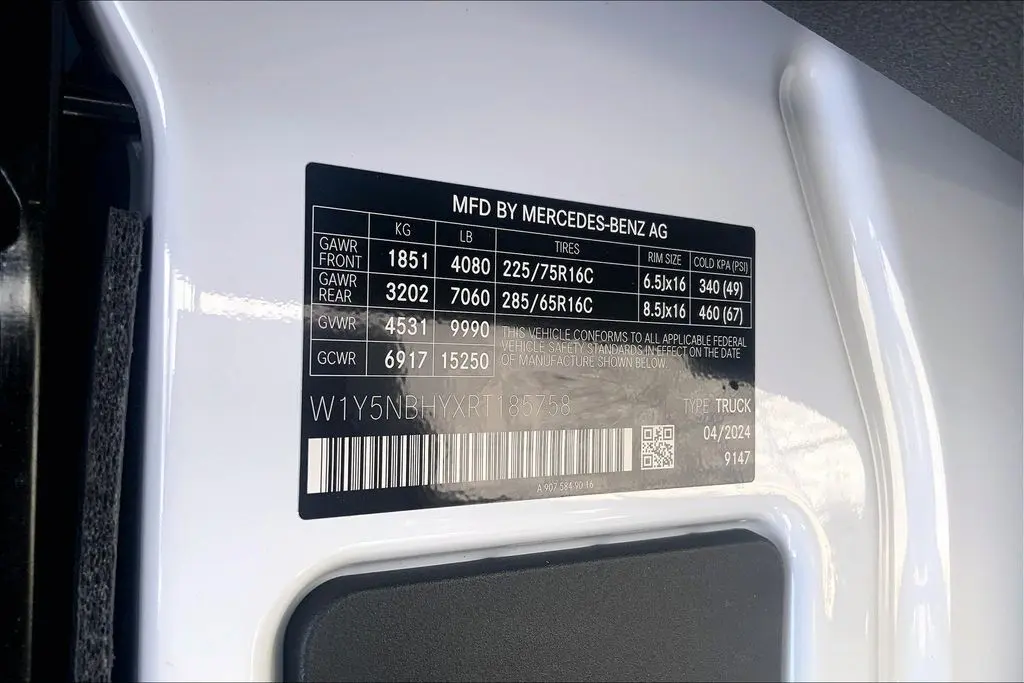 MFD BY MERCEDES-BENZ AG
KG LB TIRES RIM SIZE COLD KPA (PSI)
GAWR FRONT 1851 4080 225/75R16C 6.5Jx16 340 (49)
GAWR REAR 3202 7060 285/65R16C 8.5Jx16 460 (67)
GVWR 4531 9990
GCWR 6917 15250
THIS VEHICLE CONFORMS TO ALL APPLICABLE FEDERAL
VEHICLE SAFETY STANDARDS IN EFFECT ON THE DATE
OF MANUFACTURE SHOWN BELOW.
W1Y5NBHYXRT185758
TYPE TRUCK
04/2024
9147
A 907 584 90 16